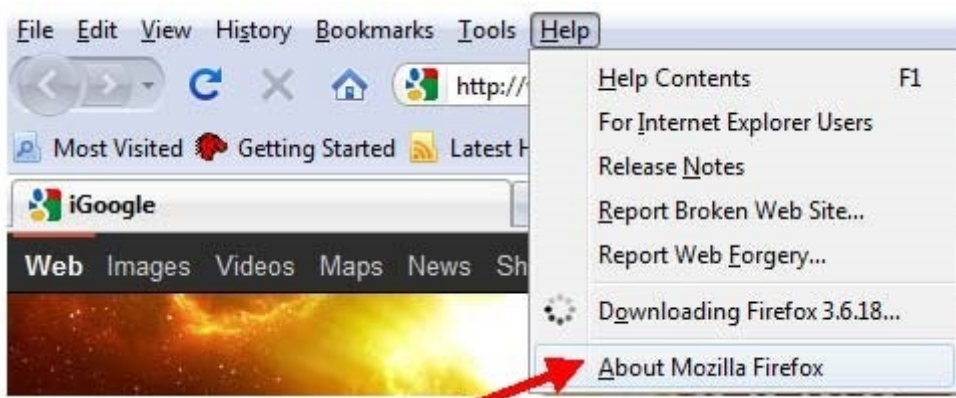 File Edit View History Bookmarks Tools Help
http://
Most Visited Getting Started Latest H
iGoogle
Web Images Videos Maps News Sh
Help Contents F1
For Internet Explorer Users
Release Notes
Report Broken Web Site...
Report Web Forgery...
Downloading Firefox 3.6.18...
About Mozilla Firefox